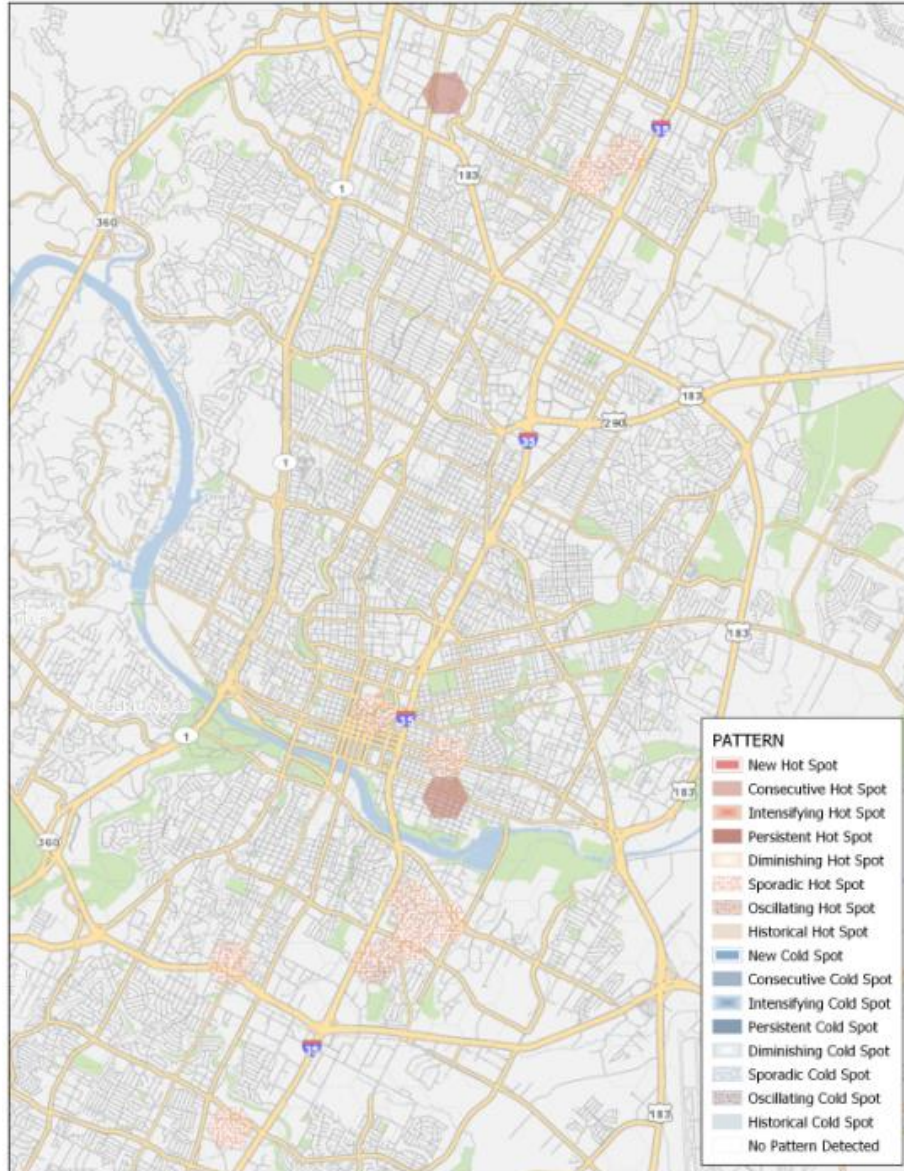 35
183
1
360
183
290
35
1
183
35
1
183
360
35
183
PATTERN
New Hot Spot
Consecutive Hot Spot
Intensifying Hot Spot
Persistent Hot Spot
Diminishing Hot Spot
Sporadic Hot Spot
Oscillating Hot Spot
Historical Hot Spot
New Cold Spot
Consecutive Cold Spot
Intensifying Cold Spot
Persistent Cold Spot
Diminishing Cold Spot
Sporadic Cold Spot
Oscillating Cold Spot
Historical Cold Spot
No Pattern Detected